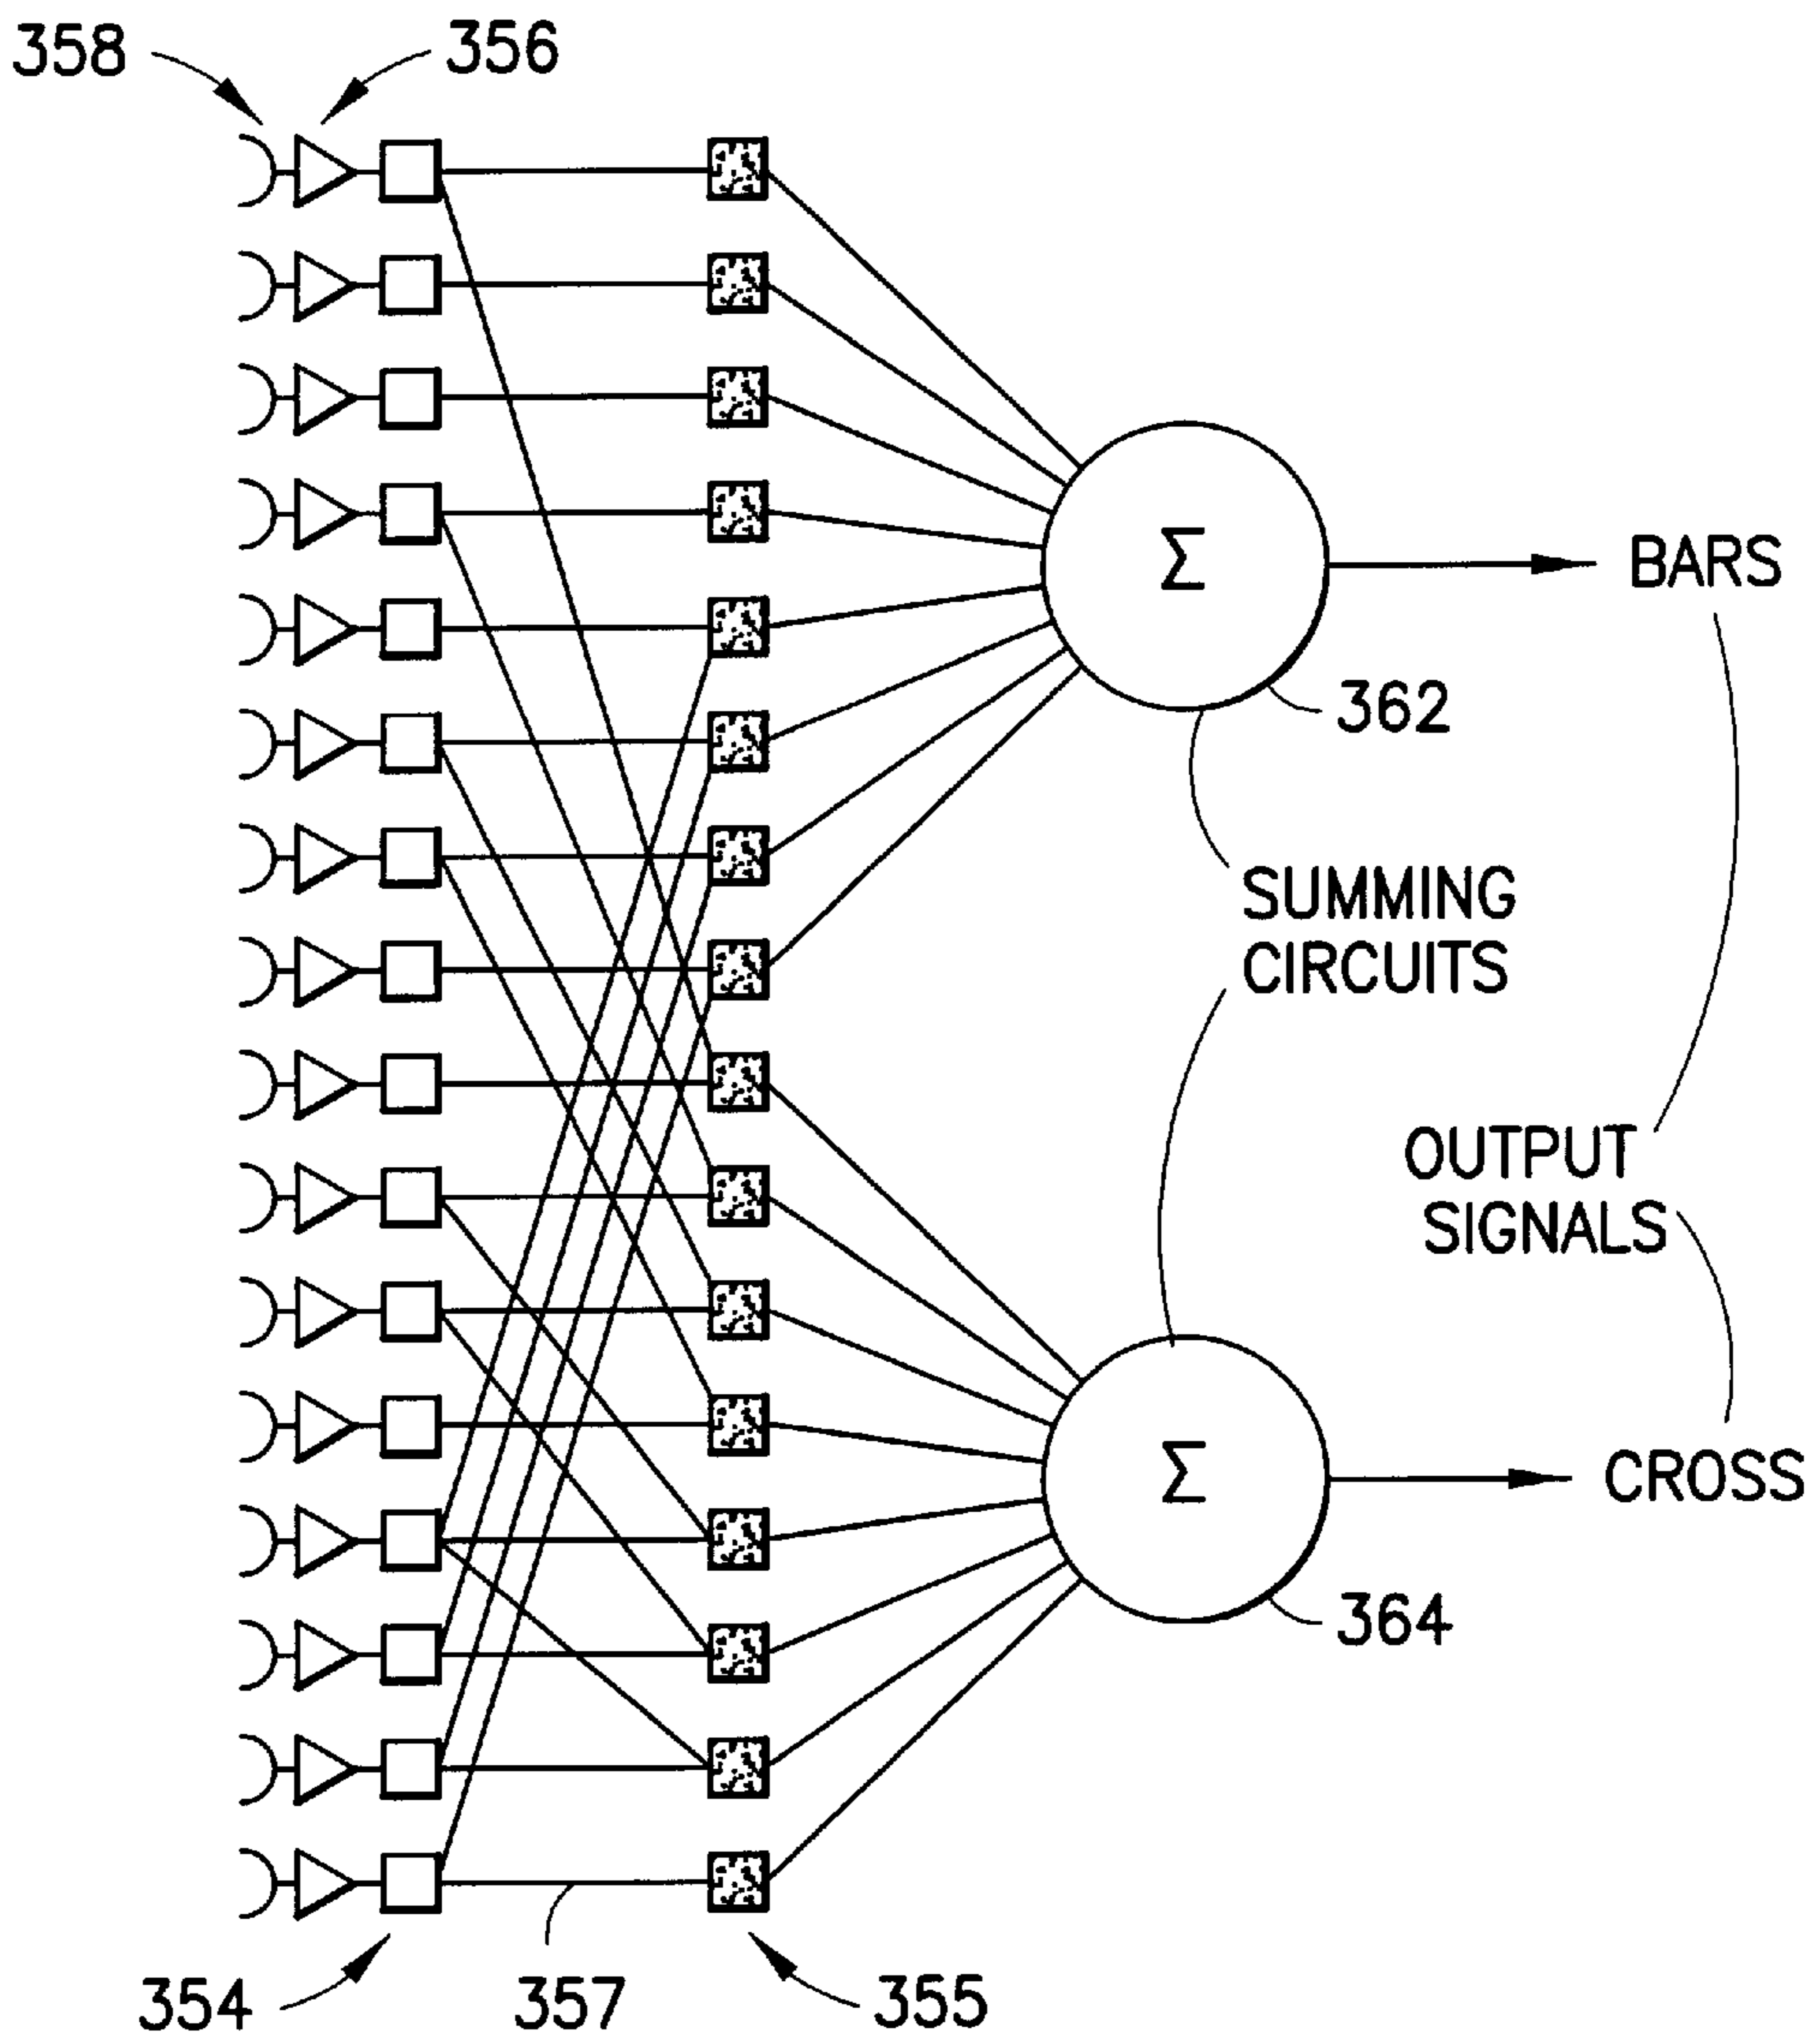 358
356
Σ
BARS
362
SUMMING
CIRCUITS
OUTPUT
SIGNALS
Σ
CROSS
364
354
357
355